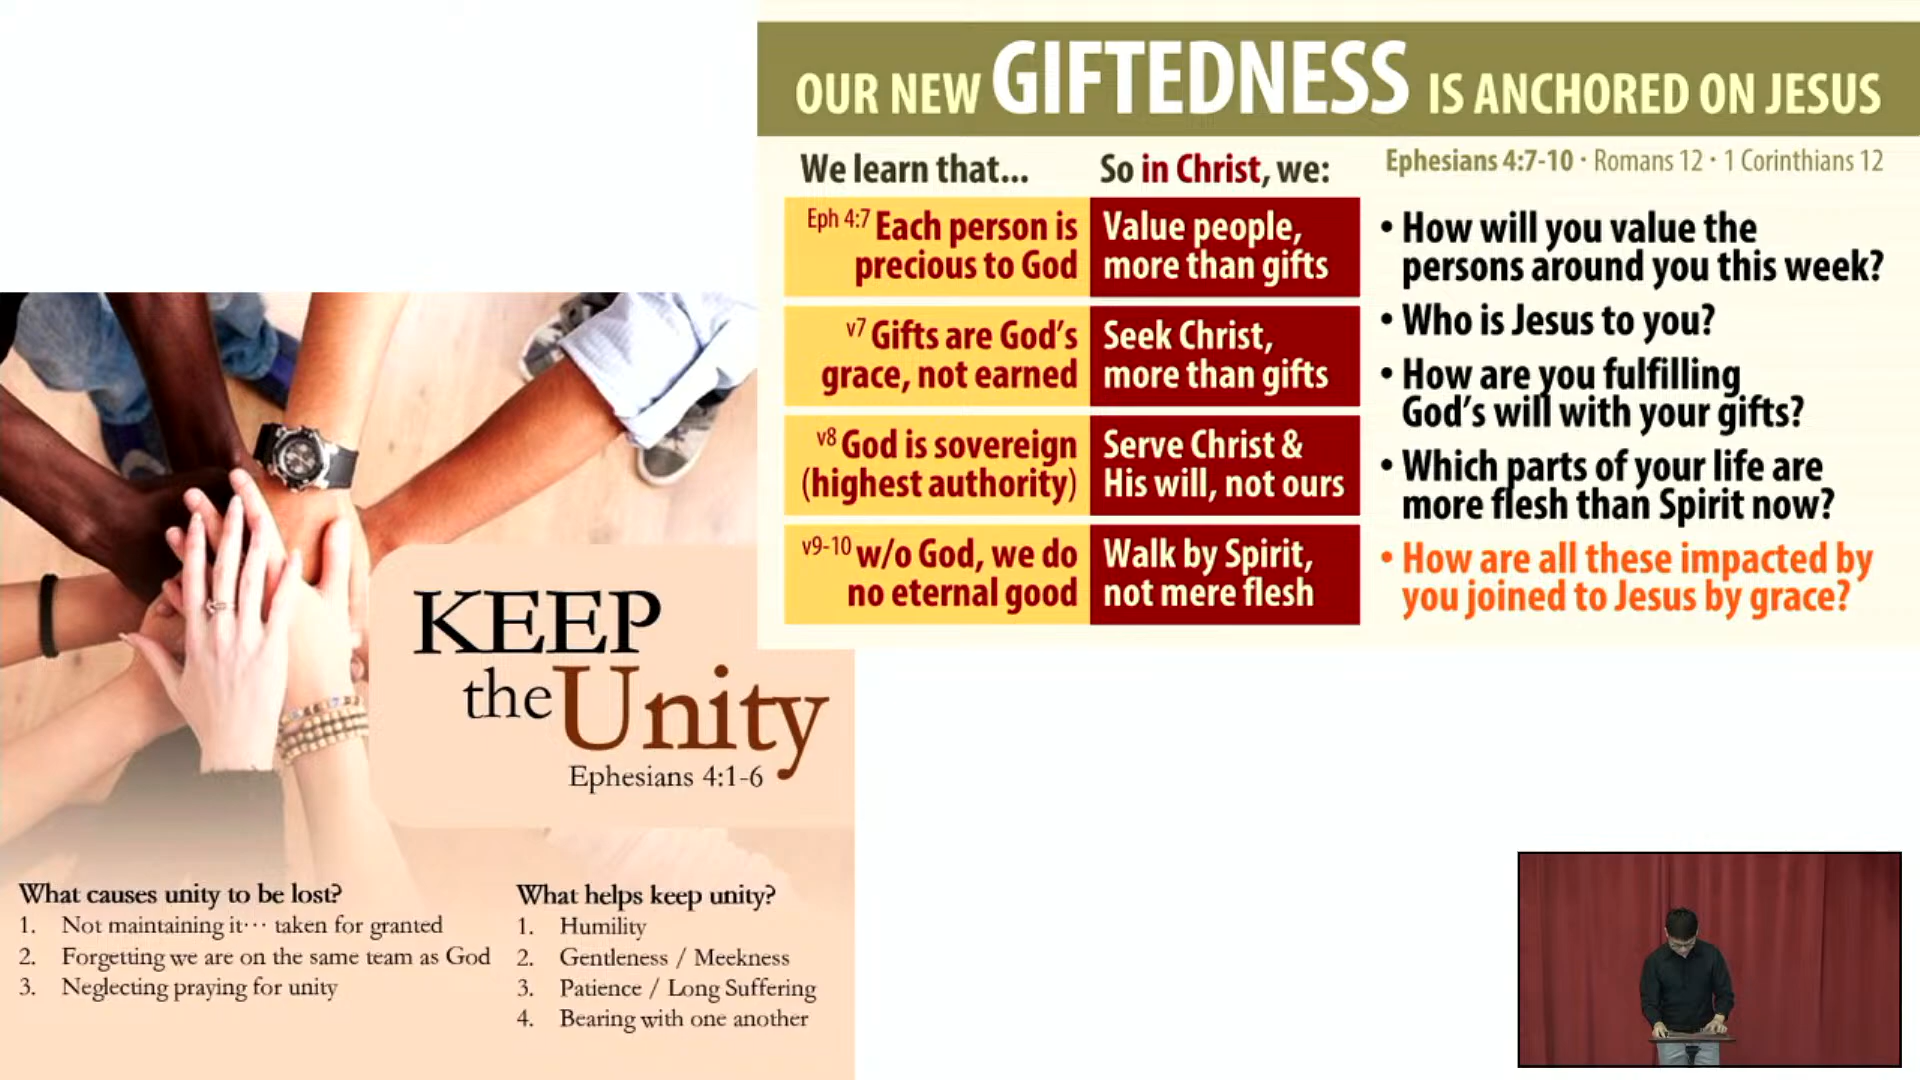 OUR NEW GIFTEDNESS IS ANCHORED ON JESUS
We learn that...
So in Christ, we:
Ephesians 4:7-10 · Romans 12 · 1 Corinthians 12
Eph 4:7 Each person is
precious to God
Value people,
more than gifts
v7 Gifts are God's
grace, not earned
Seek Christ,
more than gifts
v8 God is sovereign
(highest authority)
Serve Christ &
His will, not ours
v9-10 w/o God, we do
no eternal good
Walk by Spirit,
not mere flesh
• How will you value the
persons around you this week?
• Who is Jesus to you?
• How are you fulfilling
God's will with your gifts?
• Which parts of your life are
more flesh than Spirit now?
• How are all these impacted by
you joined to Jesus by grace?
KEEP
the Unity
Ephesians 4:1-6
What causes unity to be lost?
1. Not maintaining it… taken for granted
2. Forgetting we are on the same team as God
3. Neglecting praying for unity
What helps keep unity?
1. Humility
2. Gentleness / Meekness
3. Patience / Long Suffering
4. Bearing with one another